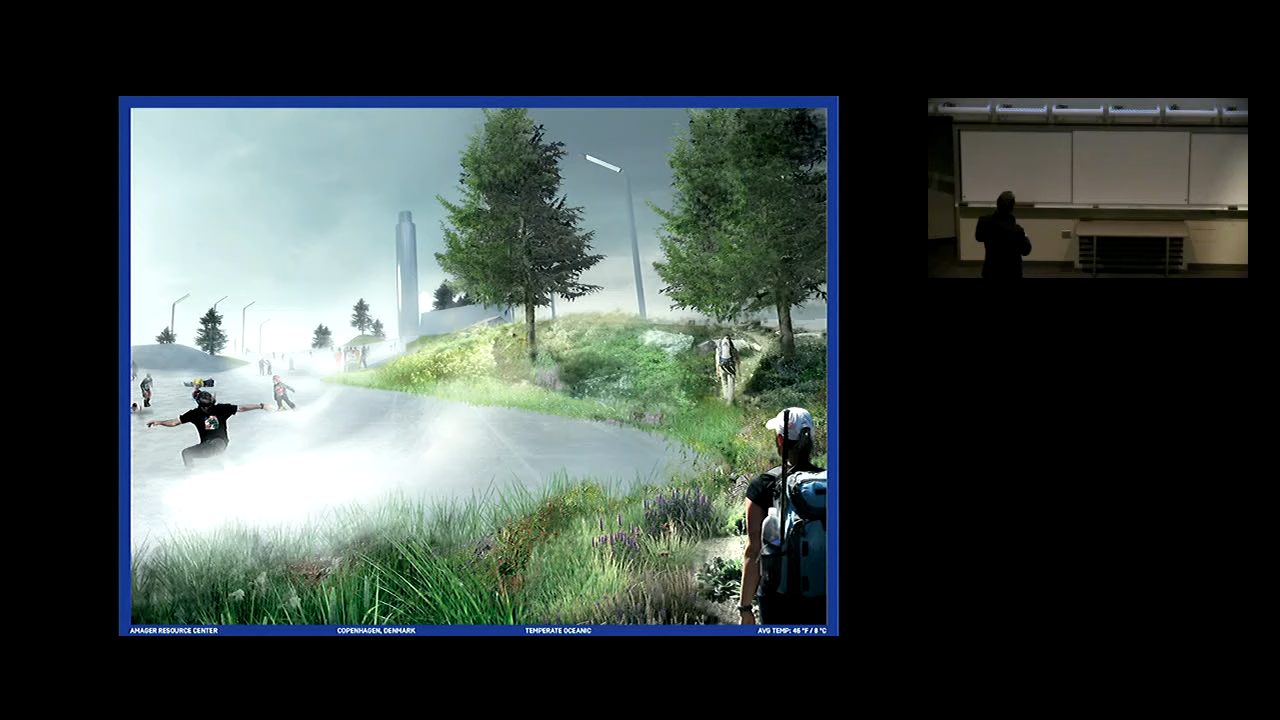 AMAGER RESOURCE CENTER
COPENHAGEN, DENMARK
TEMPERATE OCEANIC
AVG TEMP: 46 °F / 8 °C